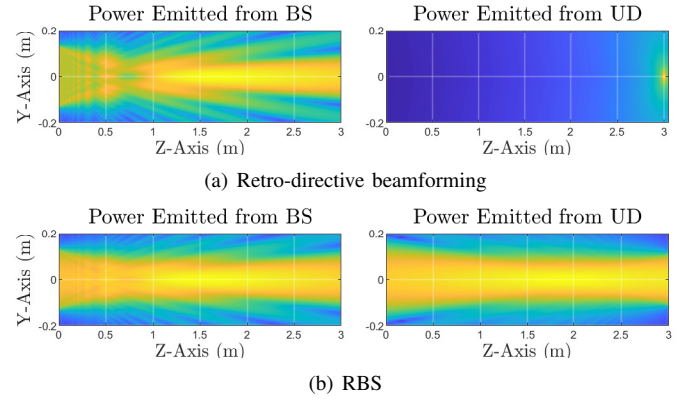 Power Emitted from BS
Power Emitted from UD
0.2
0
-0.2
Y-Axis (m)
0 0.5 1 1.5 2 2.5 3
0 0.5 1 1.5 2 2.5 3
Z-Axis (m)
Z-Axis (m)
0.2
0
-0.2
(a) Retro-directive beamforming
Power Emitted from BS
Power Emitted from UD
0.2
0
-0.2
Y-Axis (m)
0 0.5 1 1.5 2 2.5 3
0 0.5 1 1.5 2 2.5 3
Z-Axis (m)
Z-Axis (m)
0.2
0
-0.2
(b) RBS